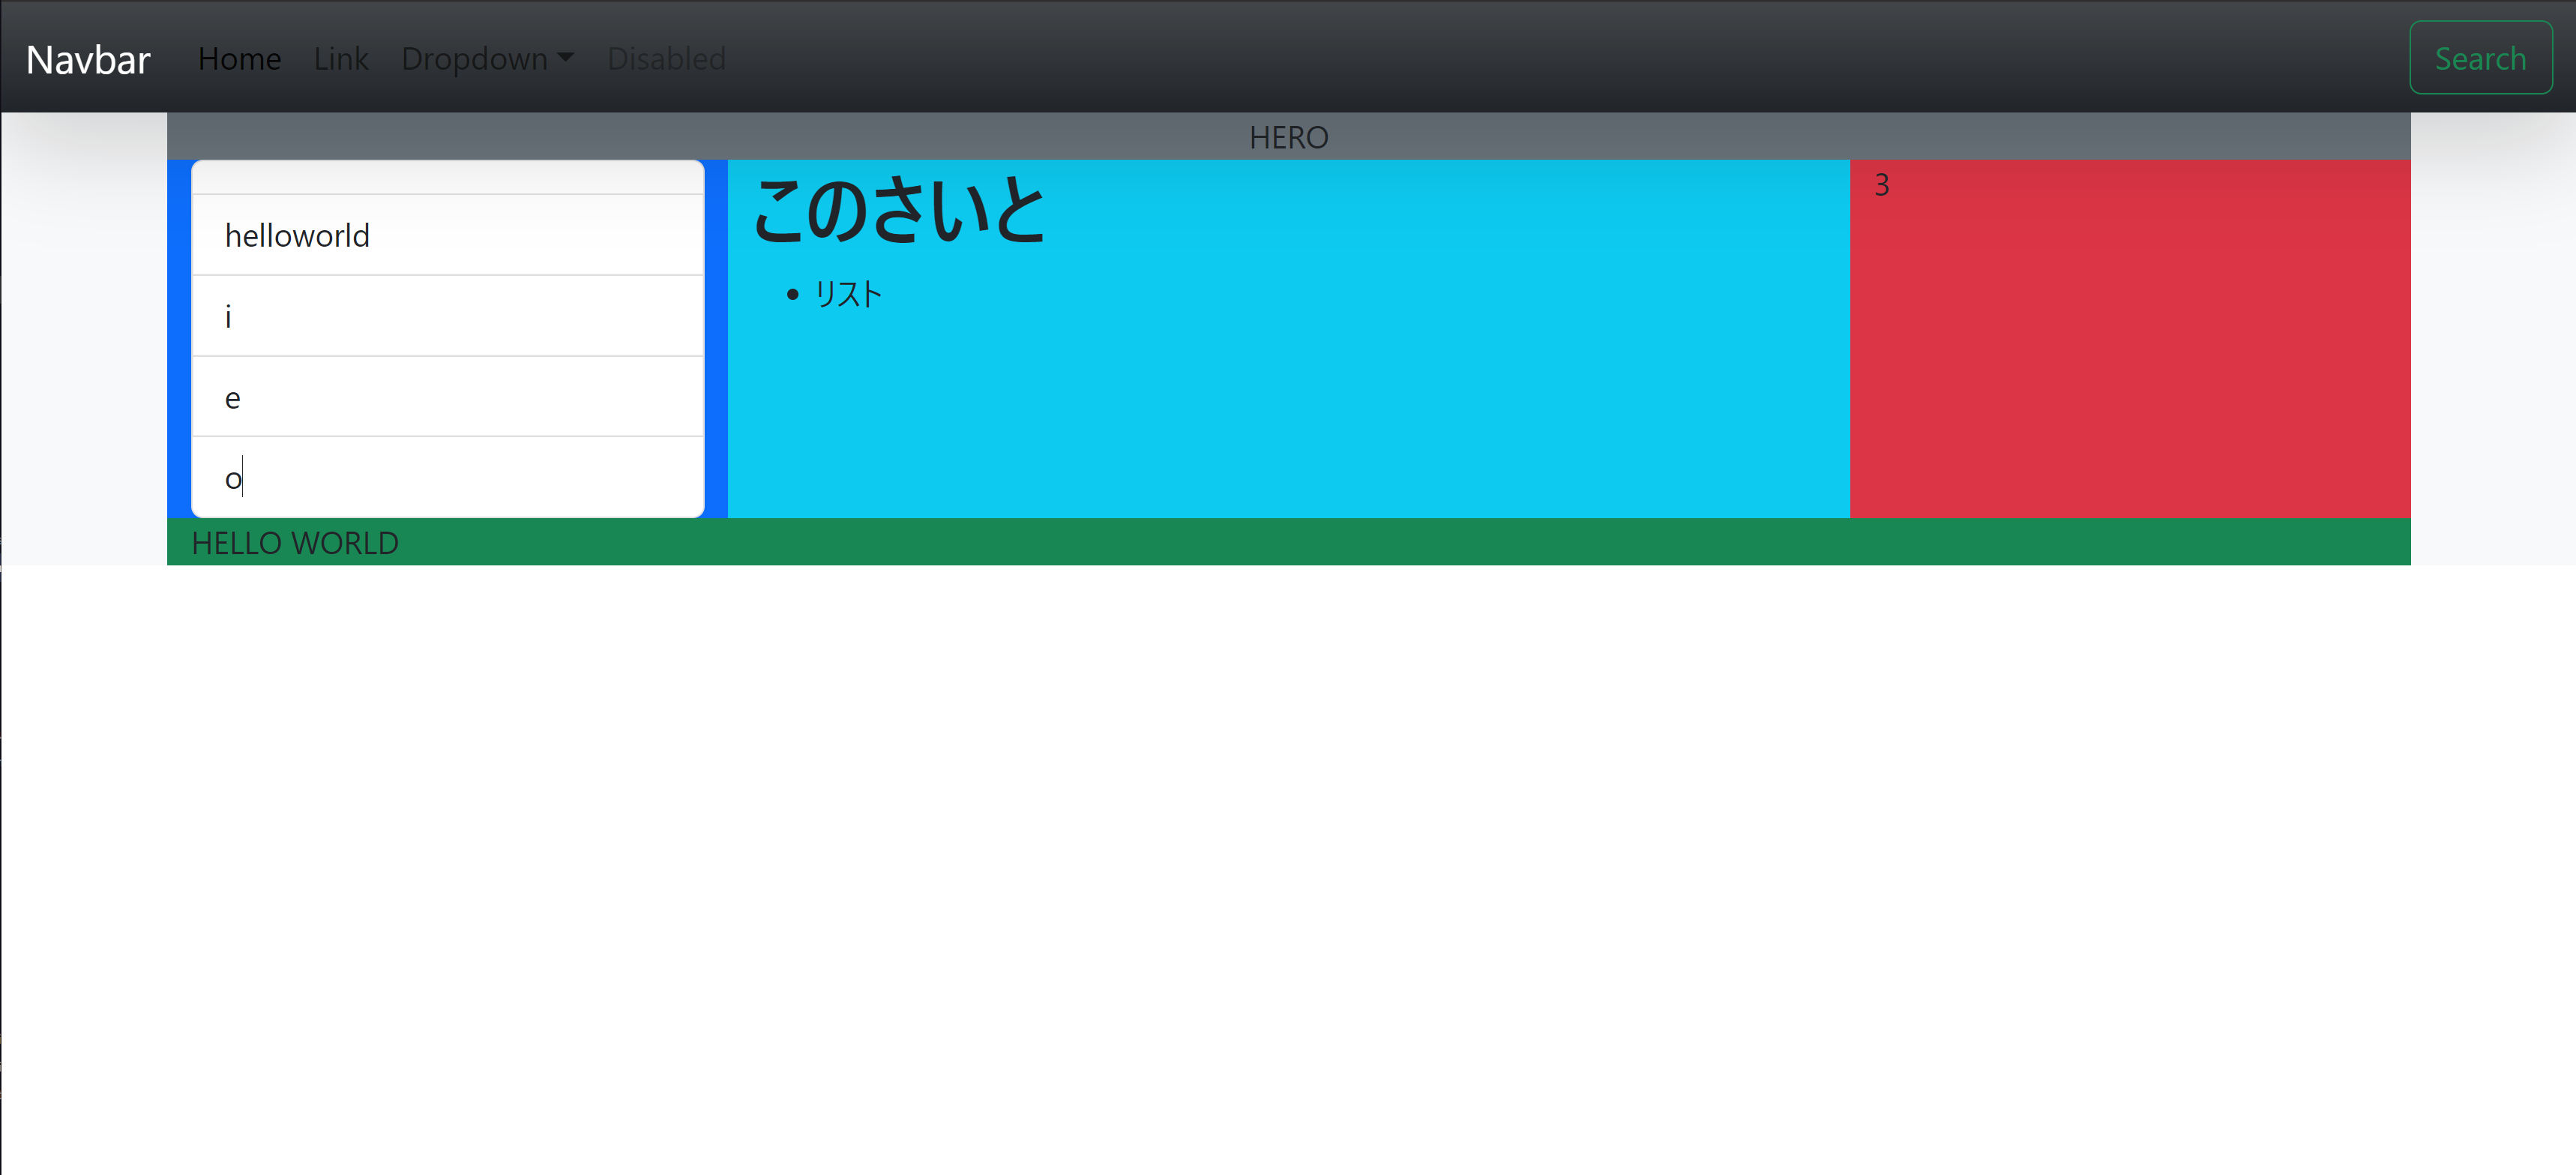 Navbar Home Link Dropdown Disabled Search
HERO
helloworld
i
e
o
このさいと
リスト
3
HELLO WORLD